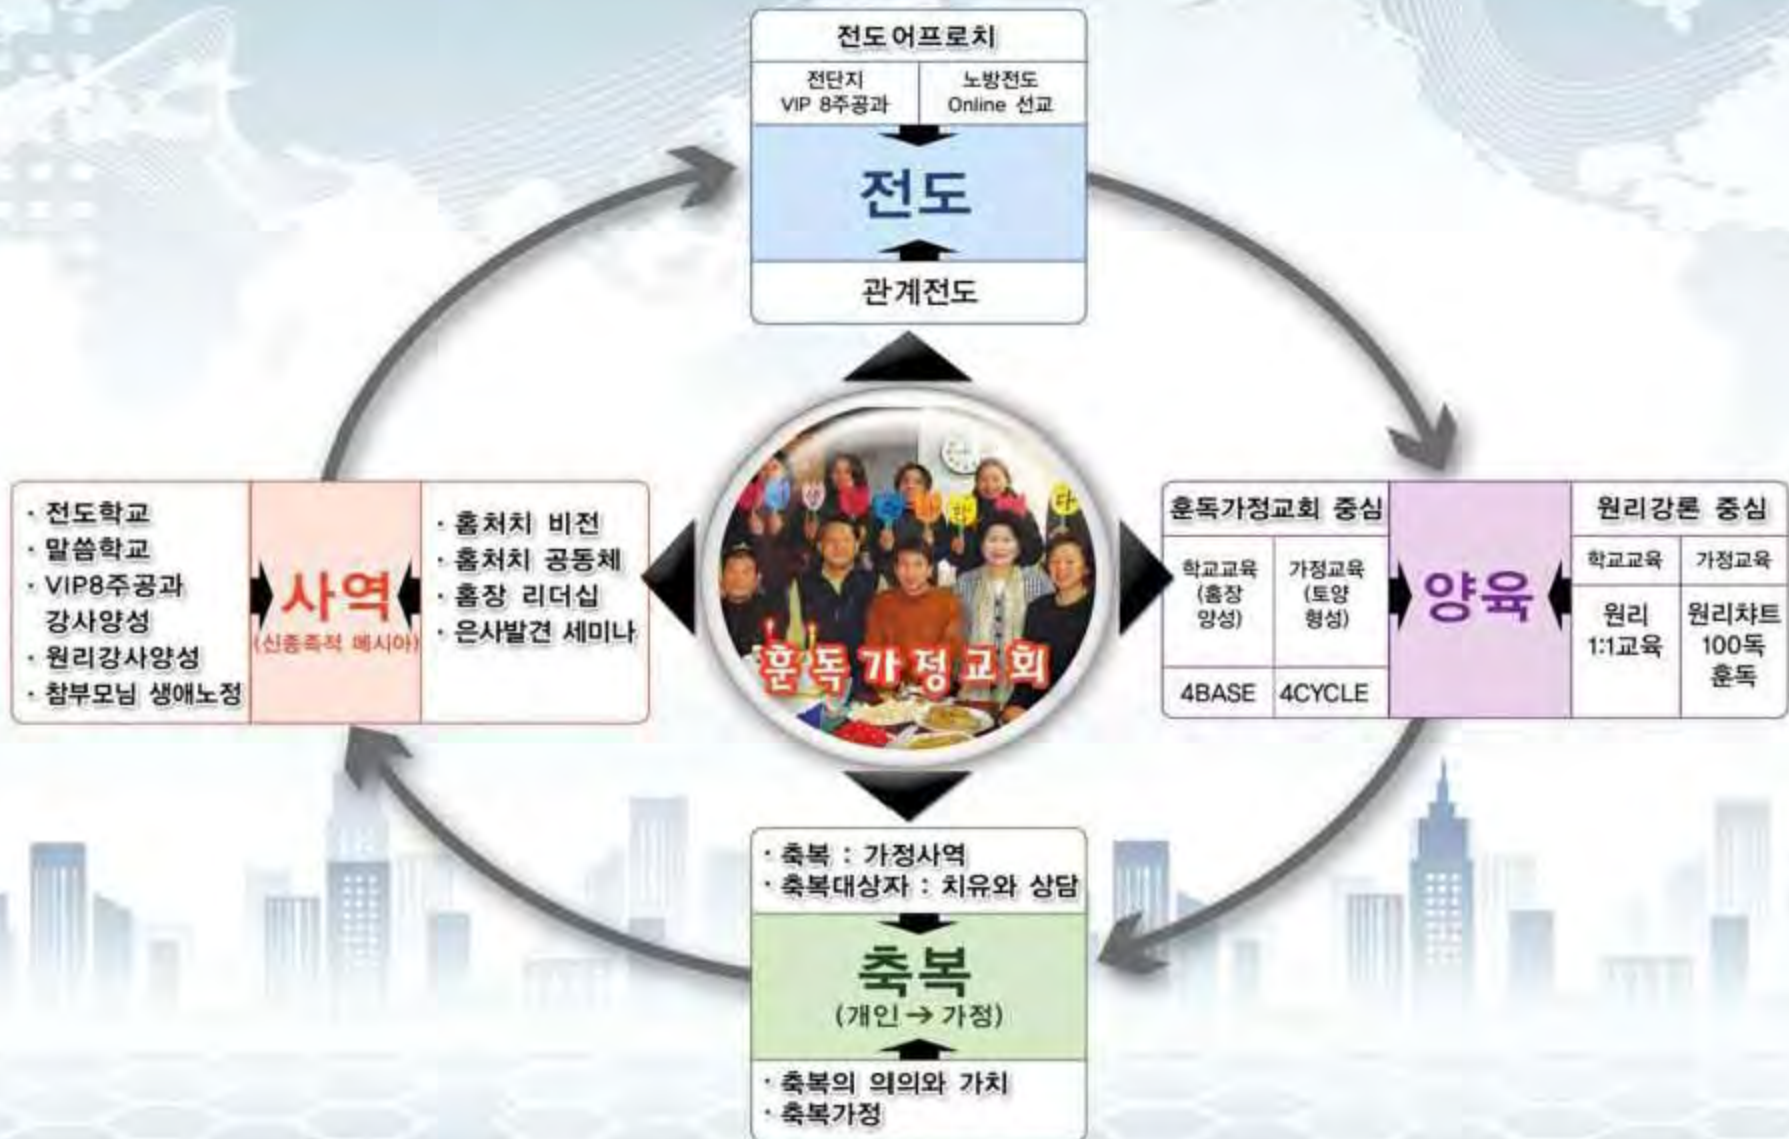 전도어프로치
전단지
VIP 8주공과
노방전도
Online 선교
전도
관계전도
· 전도학교
· 말씀학교
· VIP8주공과
강사양성
· 원리강사양성
· 참부모님 생애노정
사역
(신종족적 메시아)
· 홈처치 비전
· 홈처치 공동체
· 홈장 리더십
· 은사발견 세미나
훈독가정교회
훈독가정교회 중심
학교교육
(홈장
양성)
가정교육
(토양
형성)
4BASE
4CYCLE
양육
원리강론 중심
학교교육
가정교육
원리
1:1교육
원리챠트
100독
훈독
· 축복 : 가정사역
· 축복대상자 : 치유와 상담
축복
(개인→가정)
· 축복의 의의와 가치
· 축복가정